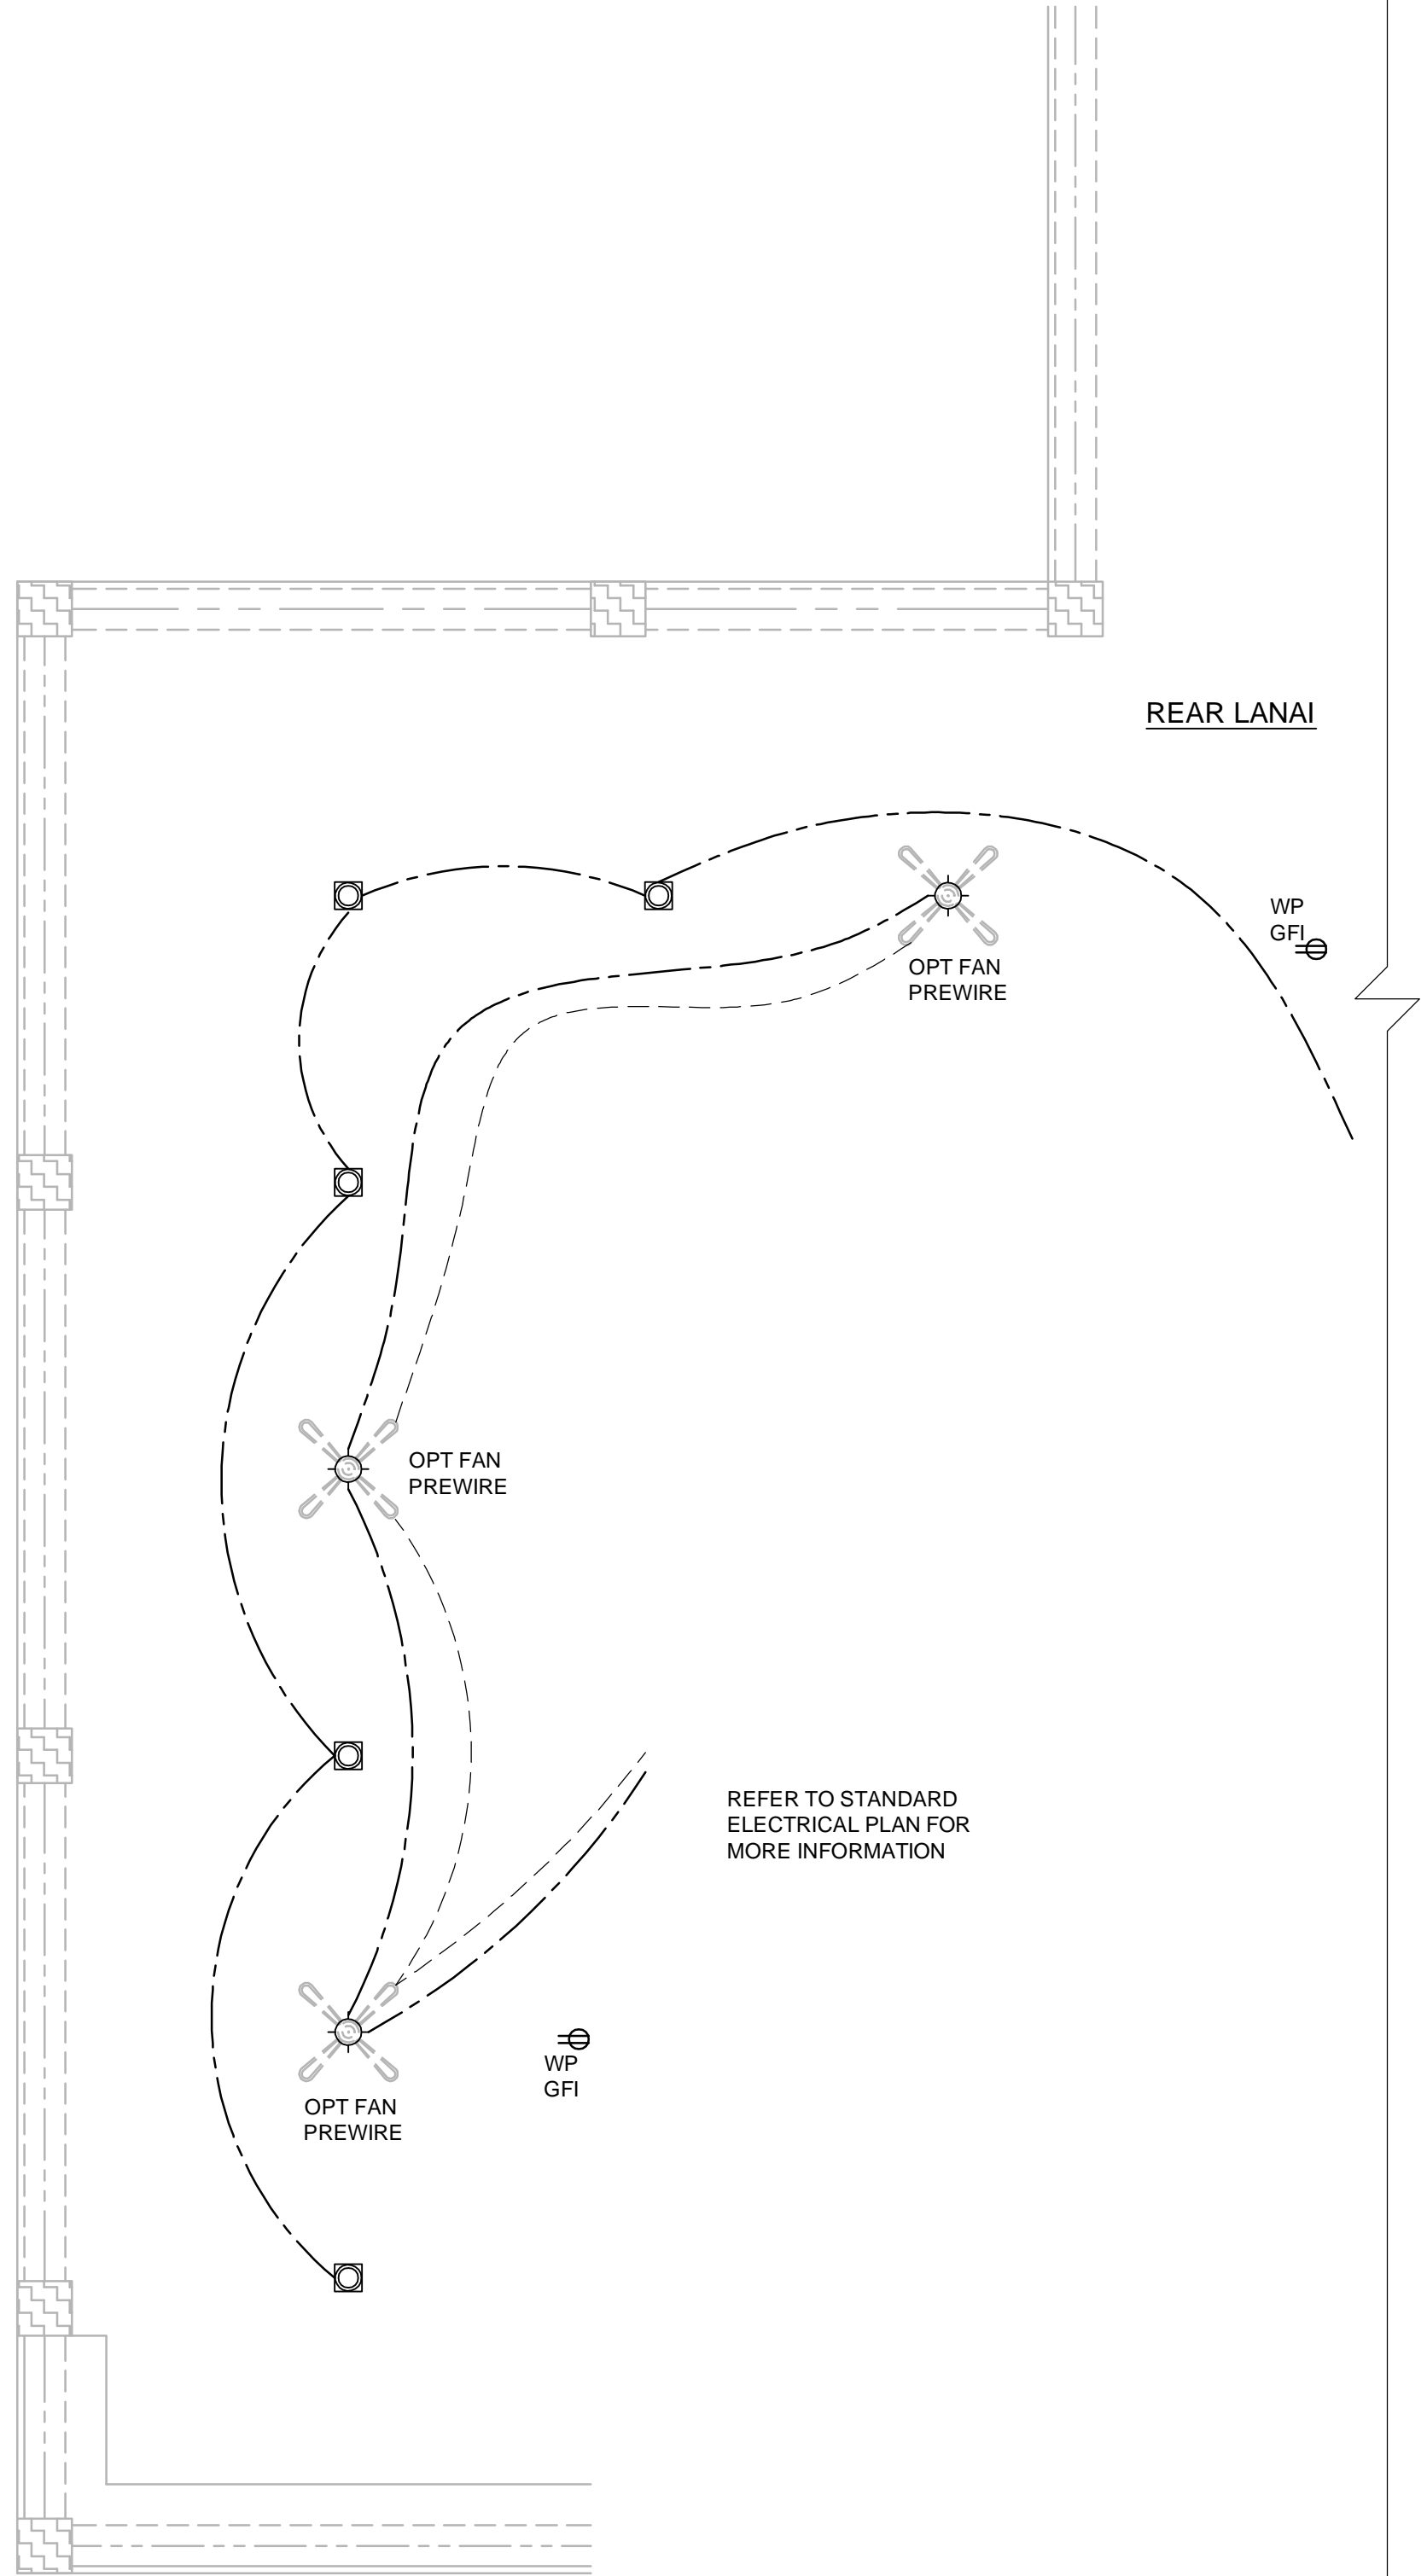 REAR LANAI
WP
GFI
OPT FAN
PREWIRE
OPT FAN
PREWIRE
REFER TO STANDARD
ELECTRICAL PLAN FOR
MORE INFORMATION
WP
GFI
OPT FAN
PREWIRE